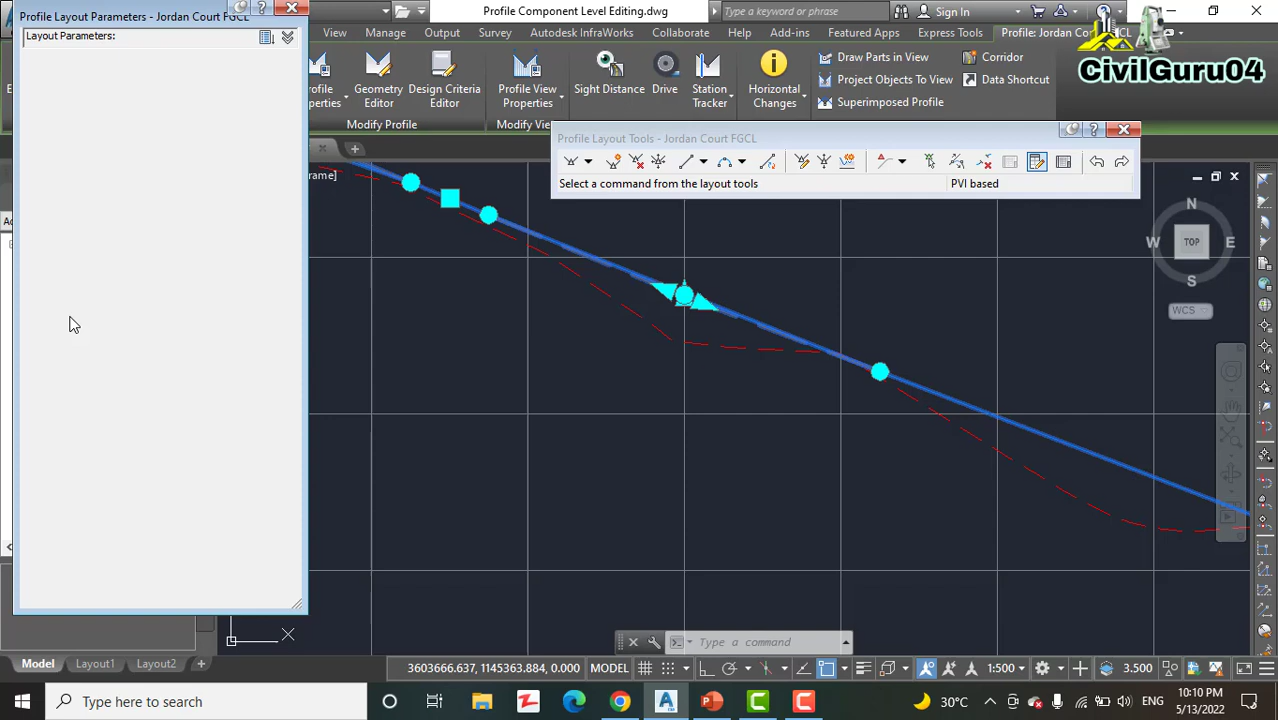 Profile Layout Parameters - Jordan Court FGCL
Layout Parameters:
Profile Component Level Editing.dwg
Type a keyword or phrase
Sign In
View Manage Output Survey Autodesk InfraWorks Collaborate Help Add-ins Featured Apps Express Tools Profile: Jordan
CivilGuru04
Geometry
Editor
Design Criteria
Editor
Profile View
Properties
Sight Distance
Drive
Station
Tracker
Horizontal
Changes
Draw Parts in View
Project Objects To View
Superimposed Profile
Corridor
Data Shortcut
Modify Profile
Profile Layout Tools - Jordan Court FGCL
Select a command from the layout tools
PVI based
N
W TOP E
S
WCS
Type a command
Model Layout1 Layout2 +
3603666.637, 1145363.884, 0.000 MODEL
1:500
3.500
Type here to search
30°C
ENG
10:10 PM
5/13/2022